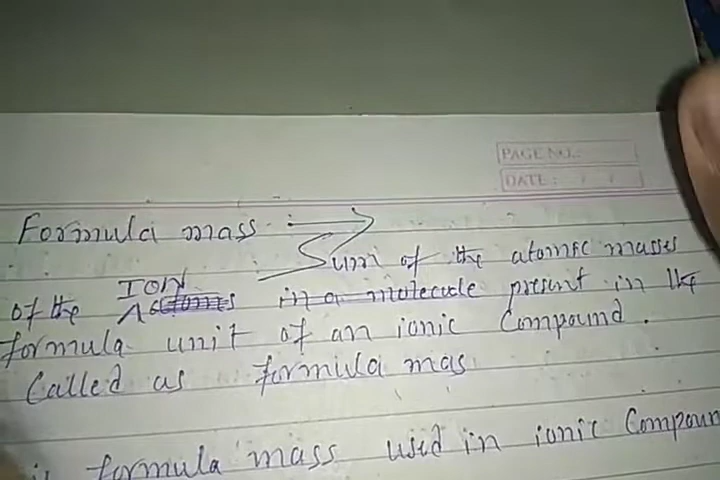 PAGE NO.:
DATE: / /
Formula mass :→
Sum of the atomic masses
of the ION atoms in a molecule present in the
formula unit of an ionic Compound.
Called as formula mas
formula mass used in ionic Compoun